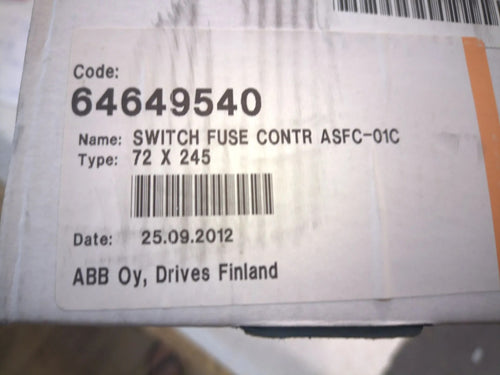 Code:
64649540
Name: SWITCH FUSE CONTR ASFC-01C
Type: 72 X 245
Date: 25.09.2012
ABB Oy, Drives Finland